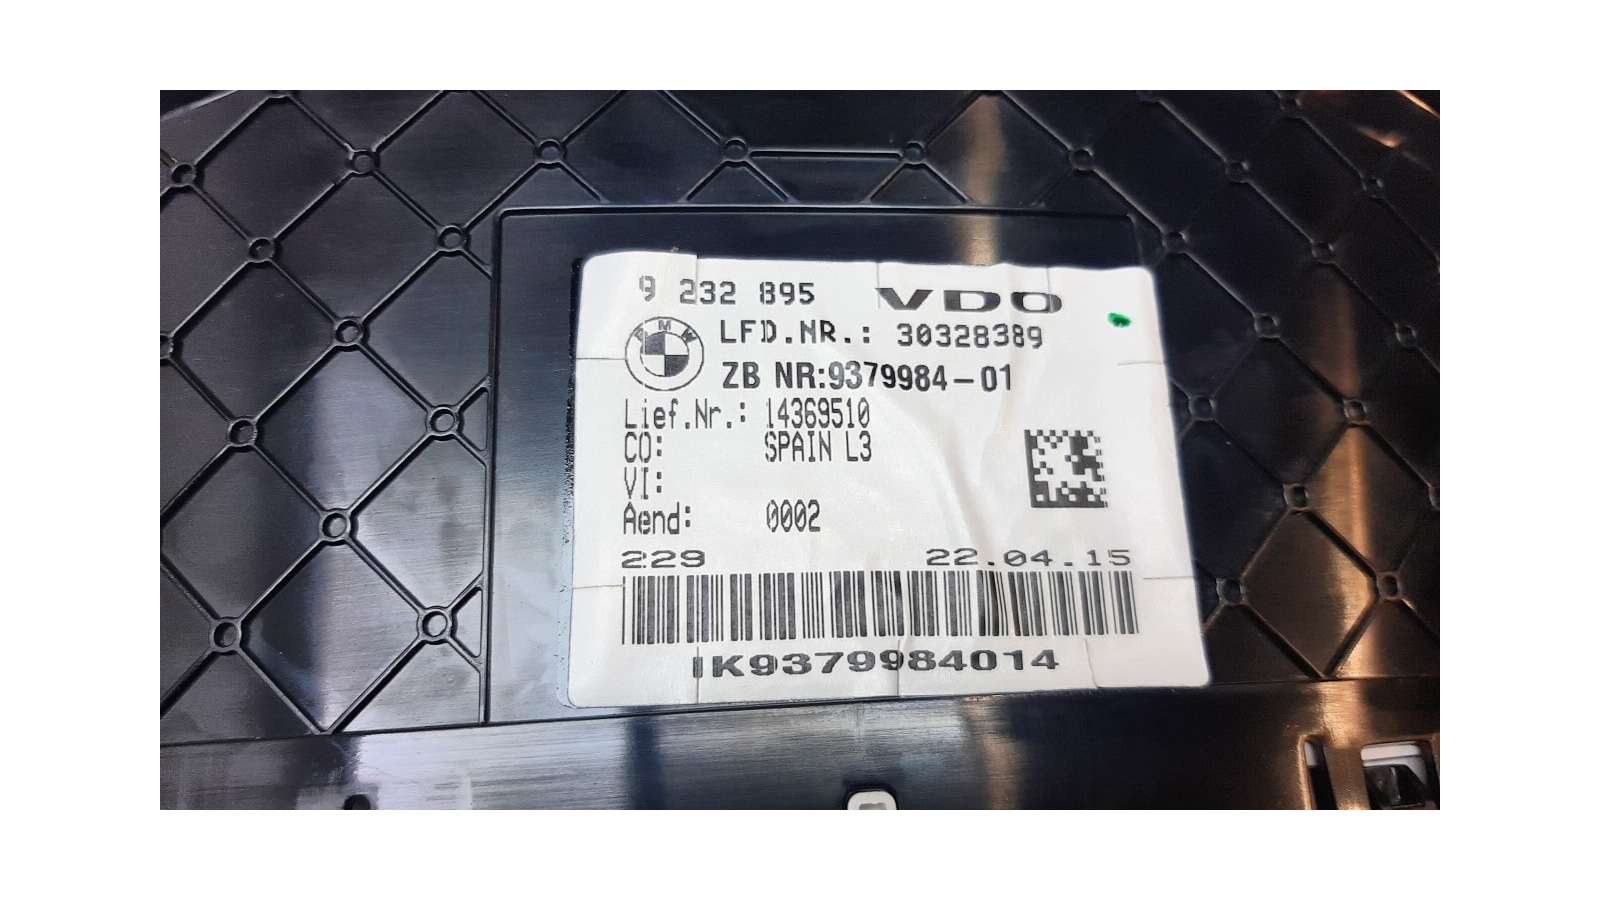 9 232 895 VDO
BMW
LFD.NR.: 30328389
ZB NR:9379984-01
Lief.Nr.: 14369510
CO: SPAIN L3
VI:
Aend: 0002
229 22.04.15
IK9379984014